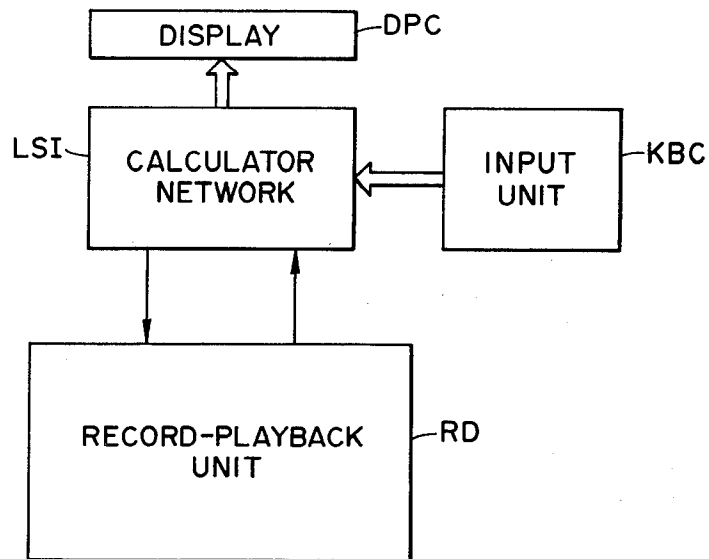 DISPLAY
DPC
LSI
CALCULATOR
NETWORK
INPUT
UNIT
KBC
RECORD-PLAYBACK
UNIT
RD